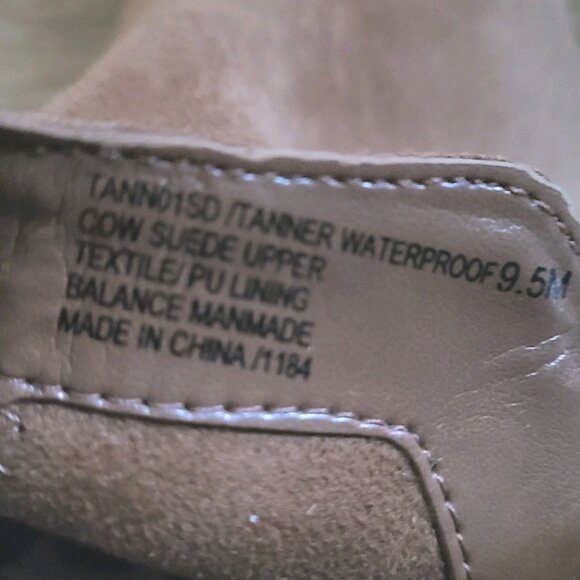 TANN01SD /TANNER WATERPROOF 9.5M
COW SUEDE UPPER
TEXTILE/ PU LINING
BALANCE MANMADE
MADE IN CHINA /1184